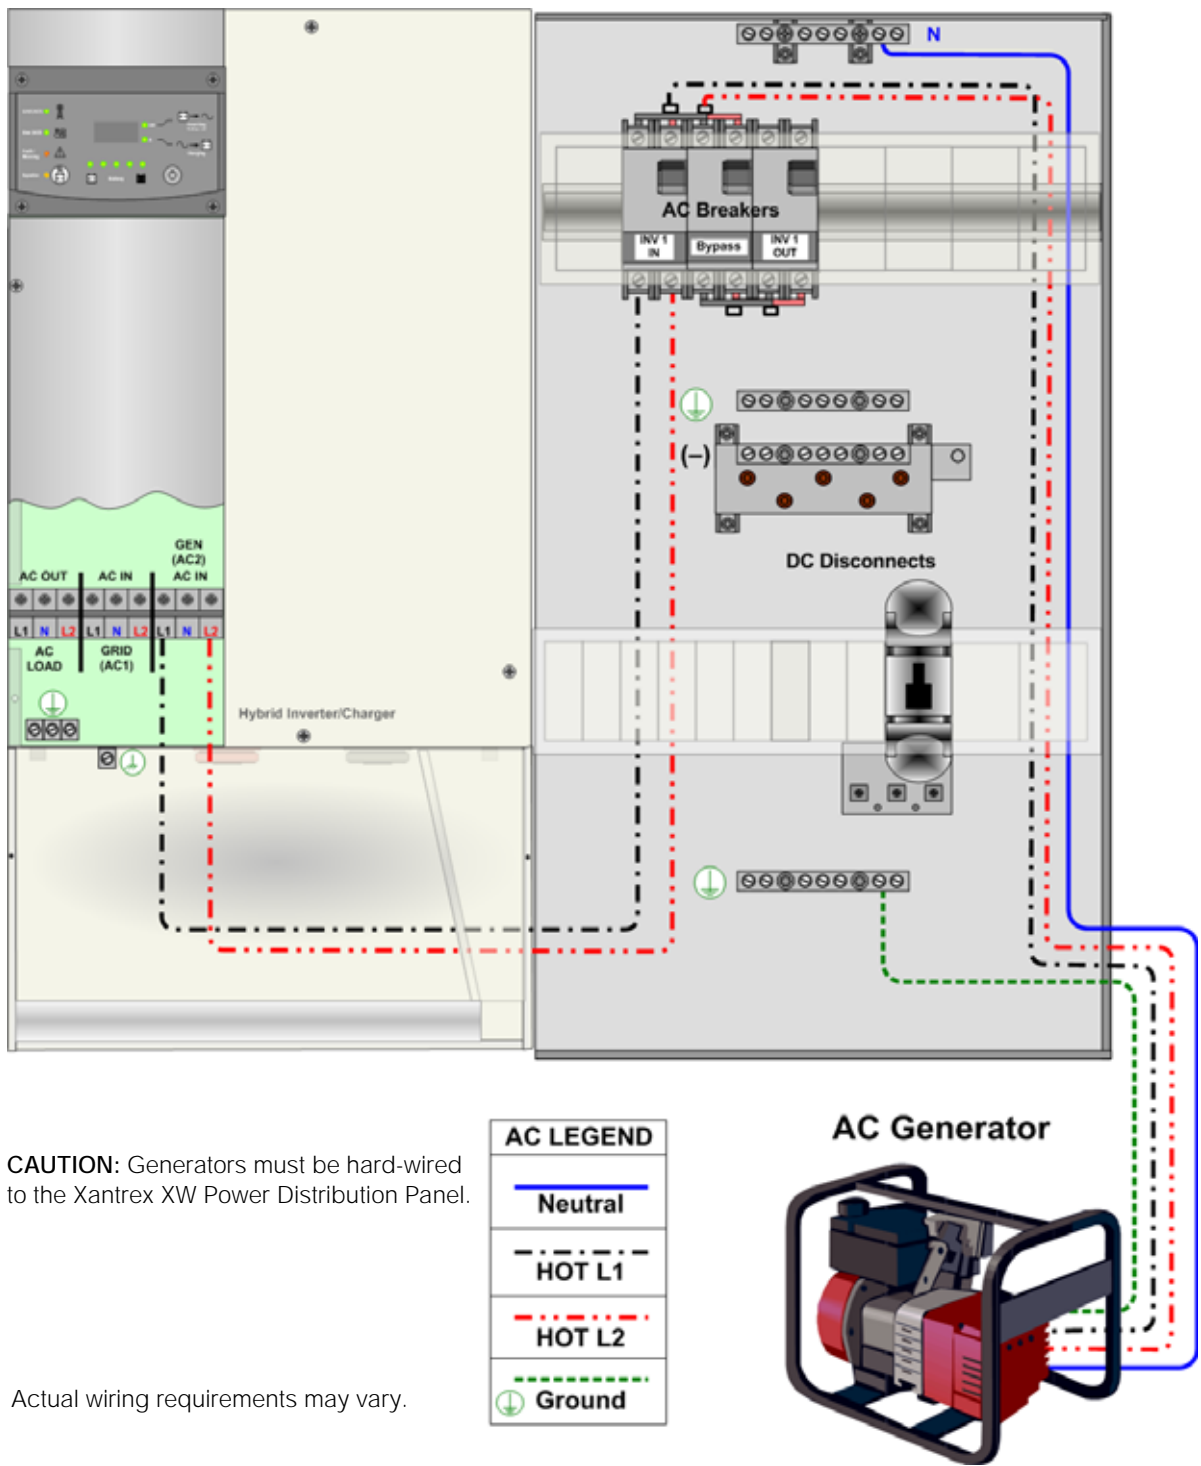 N
AC Breakers
INV 1
IN
Bypass
INV 1
OUT
(–)
DC Disconnects
GEN
(AC2)
AC OUT
AC IN
AC IN
L1 N L2 L1 N L2 L1 N L2
AC
LOAD
GRID
(AC1)
Hybrid Inverter/Charger
CAUTION: Generators must be hard-wired
to the Xantrex XW Power Distribution Panel.
AC LEGEND
Neutral
HOT L1
HOT L2
Ground
AC Generator
Actual wiring requirements may vary.